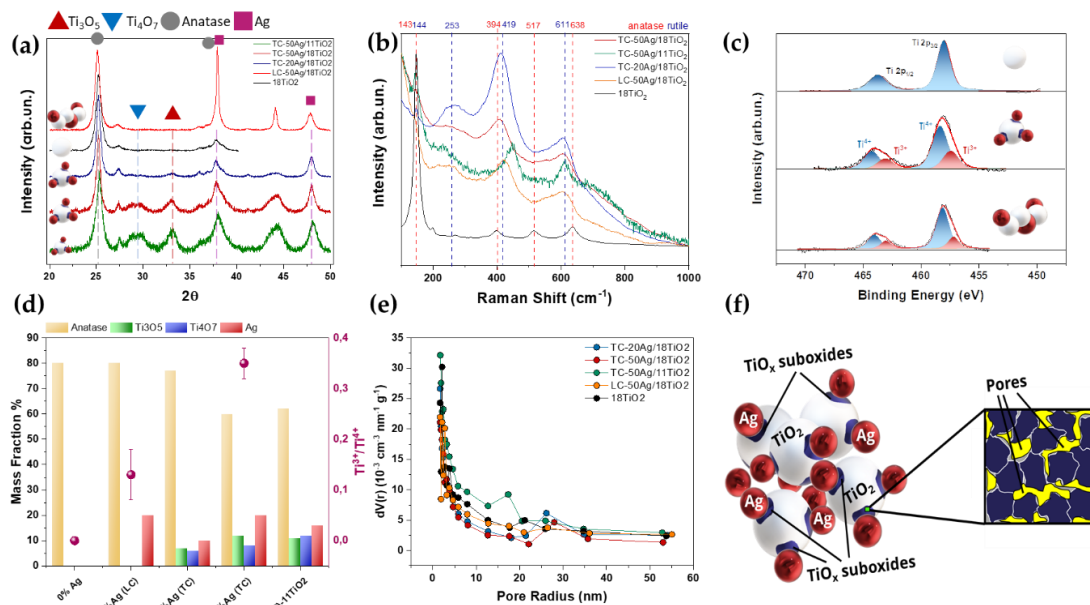 Ti₃O₅ Ti₄O₇ Anatase Ag
(a)
TC-50Ag/11TiO2
TC-50Ag/18TiO2
TC-20Ag/18TiO2
LC-50Ag/18TiO2
18TiO2
Intensity (arb.un.)
20 25 30 35 40 45 50
2θ
(b)
143 144 253 394 419 517 611 638
anatase rutile
TC-50Ag/18TiO₂
TC-50Ag/11TiO₂
TC-20Ag/18TiO₂
LC-50Ag/18TiO₂
18TiO₂
Intensity (arb.un.)
200 400 600 800 1000
Raman Shift (cm⁻¹)
(c)
Ti 2p₃/₂
Ti 2p₁/₂
Ti⁴⁺ Ti³⁺ Ti⁴⁺ Ti³⁺
Intensity (arb.un.)
470 465 460 455 450
Binding Energy (eV)
(d)
Anatase Ti3O5 Ti4O7 Ag
90
80
70
60
50
40
30
20
10
0
Mass Fraction %
0,4
0,3
0,2
0,1
0,0
Ti³⁺/Ti⁴⁺
0% Ag
-Ag (LC)
-Ag (TC)
-Ag (TC)
-11TiO2
(e)
TC-20Ag/18TiO2
TC-50Ag/18TiO2
TC-50Ag/11TiO2
LC-50Ag/18TiO2
18TiO2
35
30
25
20
15
10
5
0
dV(r) (10⁻³ cm⁻³ nm⁻¹ g⁻¹)
0 10 20 30 40 50 60
Pore Radius (nm)
(f)
TiOₓ suboxides
Pores
Ag
TiO₂
Ag
TiO₂
Ag
Ag
TiOₓ suboxides